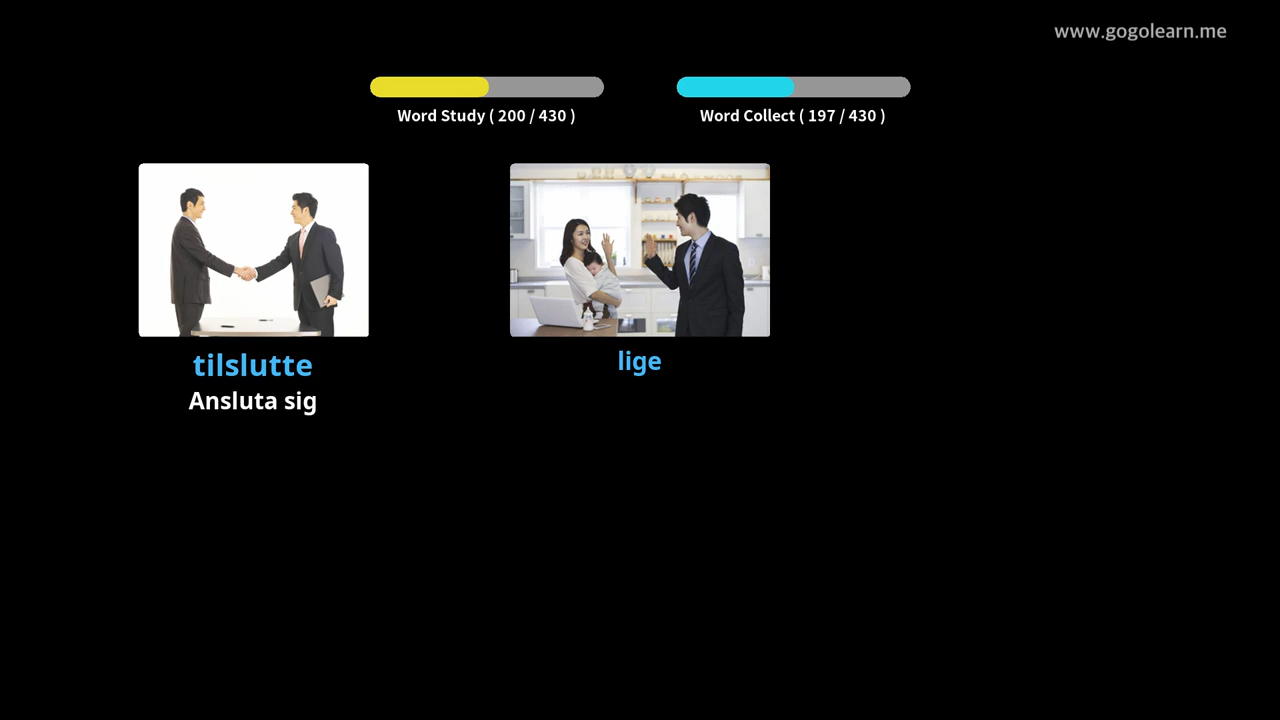 www.gogolearn.me
Word Study ( 200 / 430 )
Word Collect ( 197 / 430 )
tilslutte
Ansluta sig
lige